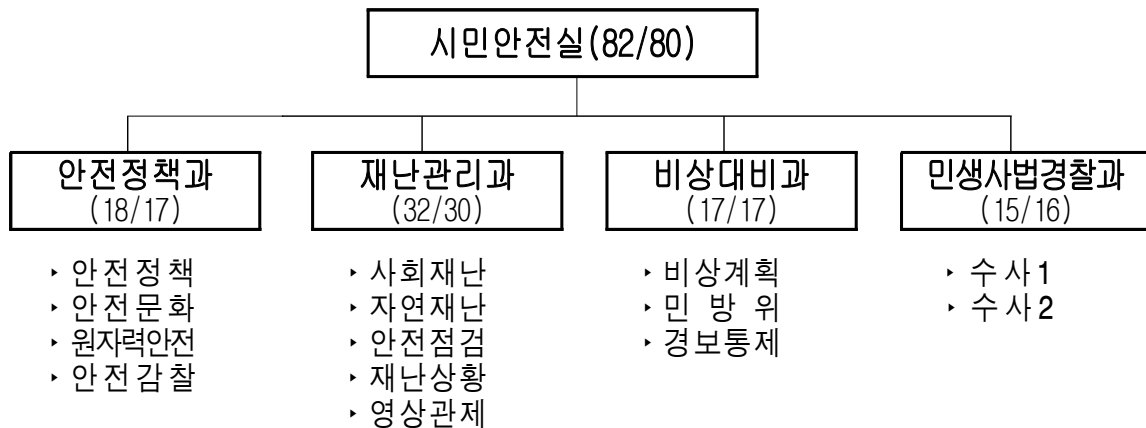 시민안전실(82/80)
안전정책과
(18/17)
▸ 안전정책
▸ 안전문화
▸ 원자력안전
▸ 안전감찰
재난관리과
(32/30)
▸ 사회재난
▸ 자연재난
▸ 안전점검
▸ 재난상황
▸ 영상관제
비상대비과
(17/17)
▸ 비상계획
▸ 민 방 위
▸ 경보통제
민생사법경찰과
(15/16)
▸ 수사1
▸ 수사2